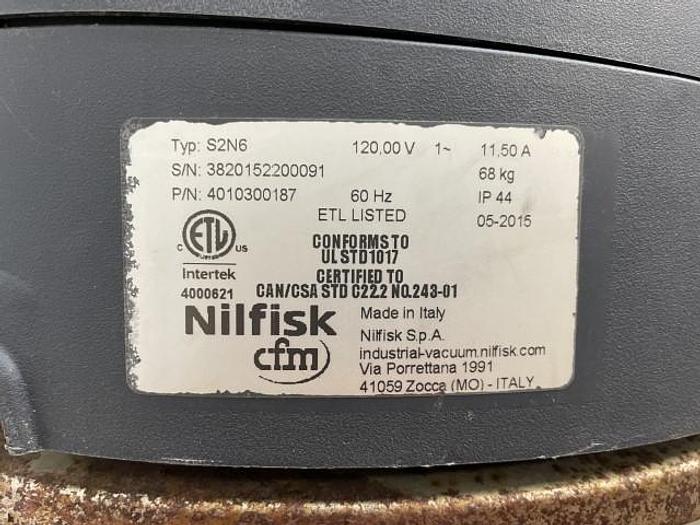 Typ: S2N6 120,00 V 1~ 11,50 A
S/N: 3820152200091 68 kg
P/N: 4010300187 60 Hz IP 44
ETL LISTED 05-2015
C ETL US
CONFORMS TO
UL STD 1017
Intertek
CERTIFIED TO
4000621 CAN/CSA STD C22.2 NO.243-01
Nilfisk
cfm
Made in Italy
Nilfisk S.p.A.
industrial-vacuum.nilfisk.com
Via Porrettana 1991
41059 Zocca (MO) - ITALY